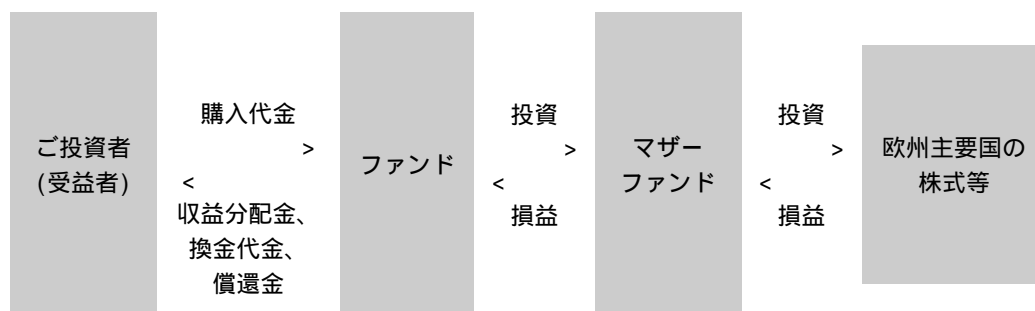 ご投資者
(受益者)
購入代金
>
<
収益分配金、
換金代金、
償還金
ファンド
投資
>
<
損益
マザー
ファンド
投資
>
<
損益
欧州主要国の
株式等